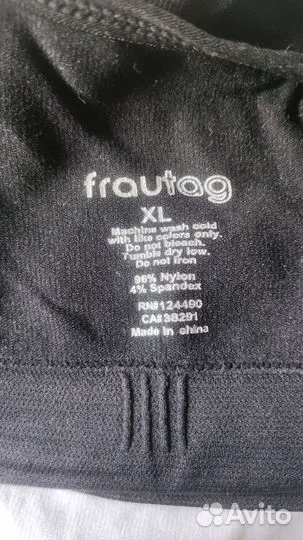 frautag
XL
Machine wash cold
with like colors only.
Do not bleach.
Tumble dry low.
Do not iron
96% Nylon
4% Spandex
RN#124490
CA#38291
Made in china
Avito